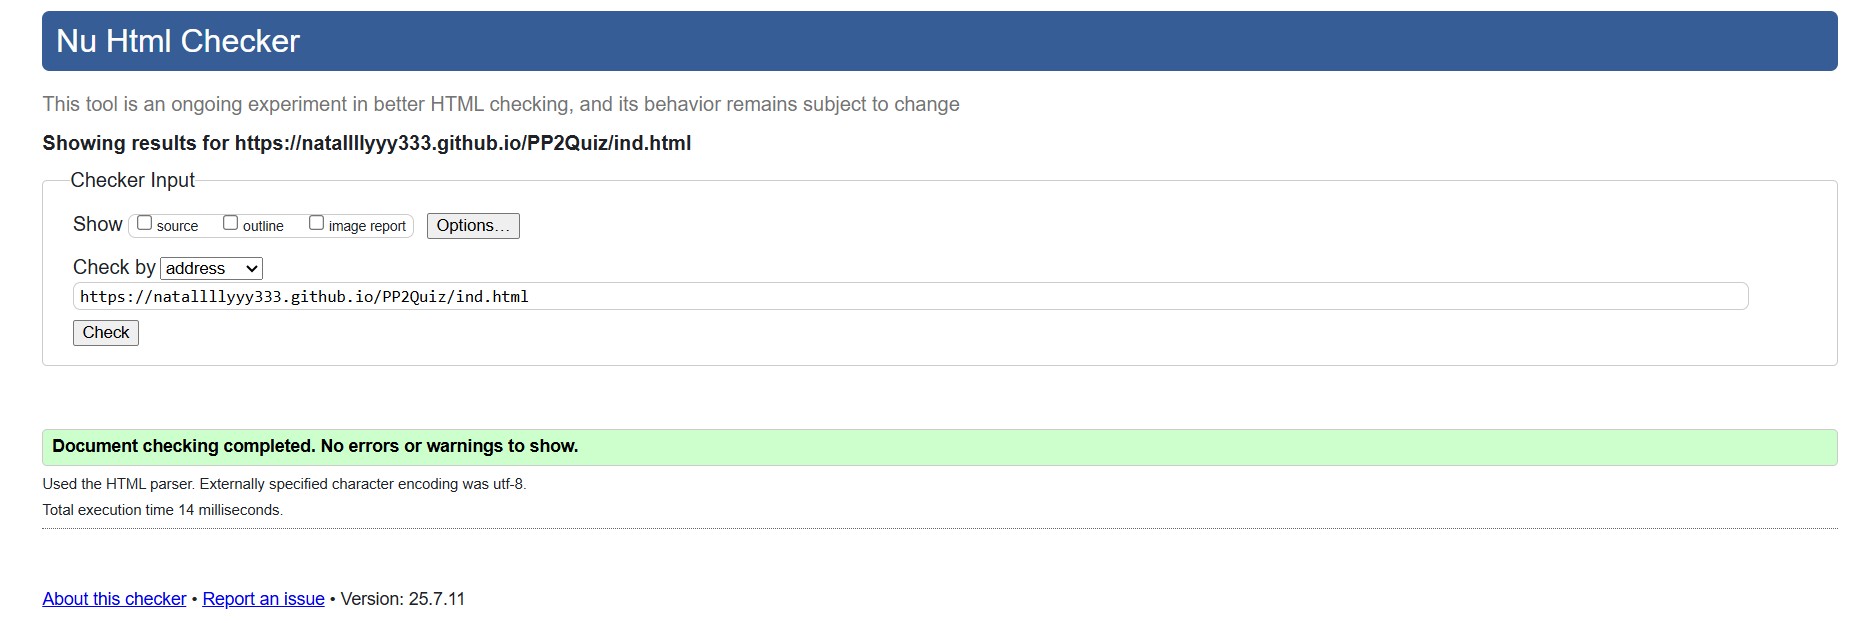 Nu Html Checker
This tool is an ongoing experiment in better HTML checking, and its behavior remains subject to change
Showing results for https://natallllyyy333.github.io/PP2Quiz/ind.html
Checker Input
Show source outline image report Options…
Check by address
https://natallllyyy333.github.io/PP2Quiz/ind.html
Check
Document checking completed. No errors or warnings to show.
Used the HTML parser. Externally specified character encoding was utf-8.
Total execution time 14 milliseconds.
About this checker • Report an issue • Version: 25.7.11